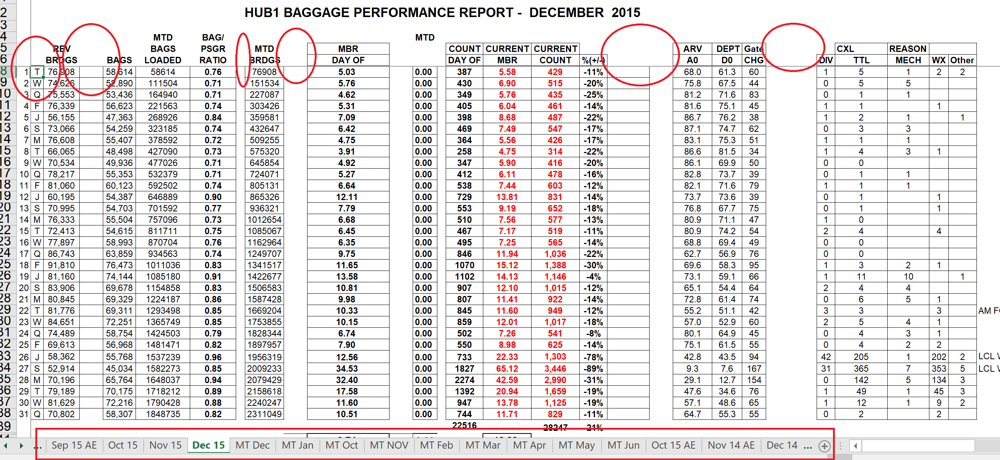 2 HUB1 BAGGAGE PERFORMANCE REPORT - DECEMBER 2015
3
4 MTD BAG/ MTD
5 REV BAGS PSGR MTD MBR COUNT CURRENT CURRENT ARV DEPT Gate CXL REASON
6 BRDGS BAGS LOADED RATIO BRDGS DAY OF DAY OF MBR COUNT %(+/-) A0 D0 CHG DIV TTL MECH WX Other
8 1 T 76,908 58,614 58614 0.76 76908 5.03 0.00 387 5.58 429 -11% 68.0 61.3 60 1 5 1 2 2
9 2 W 74,626 52,890 111504 0.71 151534 5.76 0.00 430 6.90 515 -20% 75.8 67.5 44 0 5 5
10 3 Q 75,553 53,436 164940 0.71 227087 4.62 0.00 349 5.76 435 -25% 81.2 71.6 83 0 1 1
11 4 F 76,339 56,623 221563 0.74 303426 5.31 0.00 405 6.04 461 -14% 81.6 75.1 45 1 1 1
12 5 J 56,155 47,363 268926 0.84 359581 7.09 0.00 398 8.68 487 -22% 86.7 76.2 38 1 2 1 1
13 6 S 73,066 54,259 323185 0.74 432647 6.42 0.00 469 7.49 547 -17% 87.1 74.7 62 0 3 3
14 7 M 76,608 55,407 378592 0.72 509255 4.75 0.00 364 5.56 426 -17% 83.1 75.3 51 1 1 1
15 8 T 66,065 48,498 427090 0.73 575320 3.91 0.00 258 4.75 314 -22% 86.6 81.5 34 1 4 3 1
16 9 W 70,534 49,936 477026 0.71 645854 4.92 0.00 347 5.90 416 -20% 86.1 69.9 50 0 0
17 10 Q 78,217 55,353 532379 0.71 724071 5.27 0.00 412 6.11 478 -16% 82.8 73.7 39 0 1 1
18 11 F 81,060 60,123 592502 0.74 805131 6.64 0.00 538 7.44 603 -12% 82.1 71.6 79 1 1 1
19 12 J 60,195 54,387 646889 0.90 865326 12.11 0.00 729 13.81 831 -14% 73.7 73.6 39 0 1 1
20 13 S 70,995 54,703 701592 0.77 936321 7.79 0.00 553 9.19 652 -18% 76.8 67.7 75 0 1 1
21 14 M 76,333 55,504 757096 0.73 1012654 6.68 0.00 510 7.56 577 -13% 80.9 71.1 47 1 0
22 15 T 72,413 54,615 811711 0.75 1085067 6.45 0.00 467 7.17 519 -11% 80.9 74.2 54 2 4 4
23 16 W 77,897 58,993 870704 0.76 1162964 6.35 0.00 495 7.25 565 -14% 68.8 69.4 49 0 0
24 17 Q 86,743 63,859 934563 0.74 1249707 9.75 0.00 846 11.94 1,036 -22% 62.7 56.9 76 0 0
25 18 F 91,810 76,473 1011036 0.83 1341517 11.65 0.00 1070 15.12 1,388 -30% 69.6 58.3 95 1 3 2 1
26 19 J 81,160 74,144 1085180 0.91 1422677 13.58 0.00 1102 14.13 1,146 -4% 73.1 59.1 66 1 11 10 1
27 20 S 83,906 69,678 1154858 0.83 1506583 10.81 0.00 907 12.10 1,015 -12% 65.1 54.4 64 2 4 4
28 21 M 80,845 69,329 1224187 0.86 1587428 9.98 0.00 807 11.41 922 -14% 72.8 61.4 74 0 6 5 1
29 22 T 81,776 69,311 1293498 0.85 1669204 10.33 0.00 845 11.60 949 -12% 55.2 51.1 42 3 3 3 AM
30 23 W 84,651 72,251 1365749 0.85 1753855 10.15 0.00 859 12.01 1,017 -18% 57.0 52.9 60 2 5 4 1
31 24 Q 74,489 58,754 1424503 0.79 1828344 6.74 0.00 502 7.26 541 -8% 80.1 64.9 45 0 4 3 1
32 25 F 69,613 56,968 1481471 0.82 1897957 7.90 0.00 550 8.98 625 -14% 75.1 61.5 55 0 4 2 2
33 26 J 58,362 55,768 1537239 0.96 1956319 12.56 0.00 733 22.33 1,303 -78% 42.8 43.5 94 42 205 1 202 2 LCL
34 27 S 52,914 45,034 1582273 0.85 2009233 34.53 0.00 1827 65.12 3,446 -89% 9.3 7.6 167 31 365 7 353 5 LCL
35 28 M 70,196 65,764 1648037 0.94 2079429 32.40 0.00 2274 42.59 2,990 -31% 29.1 12.7 154 0 142 5 134 3
36 29 T 79,189 70,175 1718212 0.89 2158618 17.58 0.00 1392 20.94 1,659 -19% 47.6 34.6 76 1 49 1 45 3
37 30 W 81,629 72,216 1790428 0.88 2240247 11.60 0.00 947 13.78 1,125 -19% 57.1 48.6 65 1 12 1 9 2
38 31 Q 70,802 58,307 1848735 0.82 2311049 10.51 0.00 744 11.71 829 -11% 64.7 55.3 55 0 2 2
39 22516 28247 -21%
... Sep 15 AE Oct 15 Nov 15 Dec 15 MT Dec MT Jan MT Oct MT NOV MT Feb MT Mar MT Apr MT May MT Jun Oct 15 AE Nov 14 AE Dec 14 ...